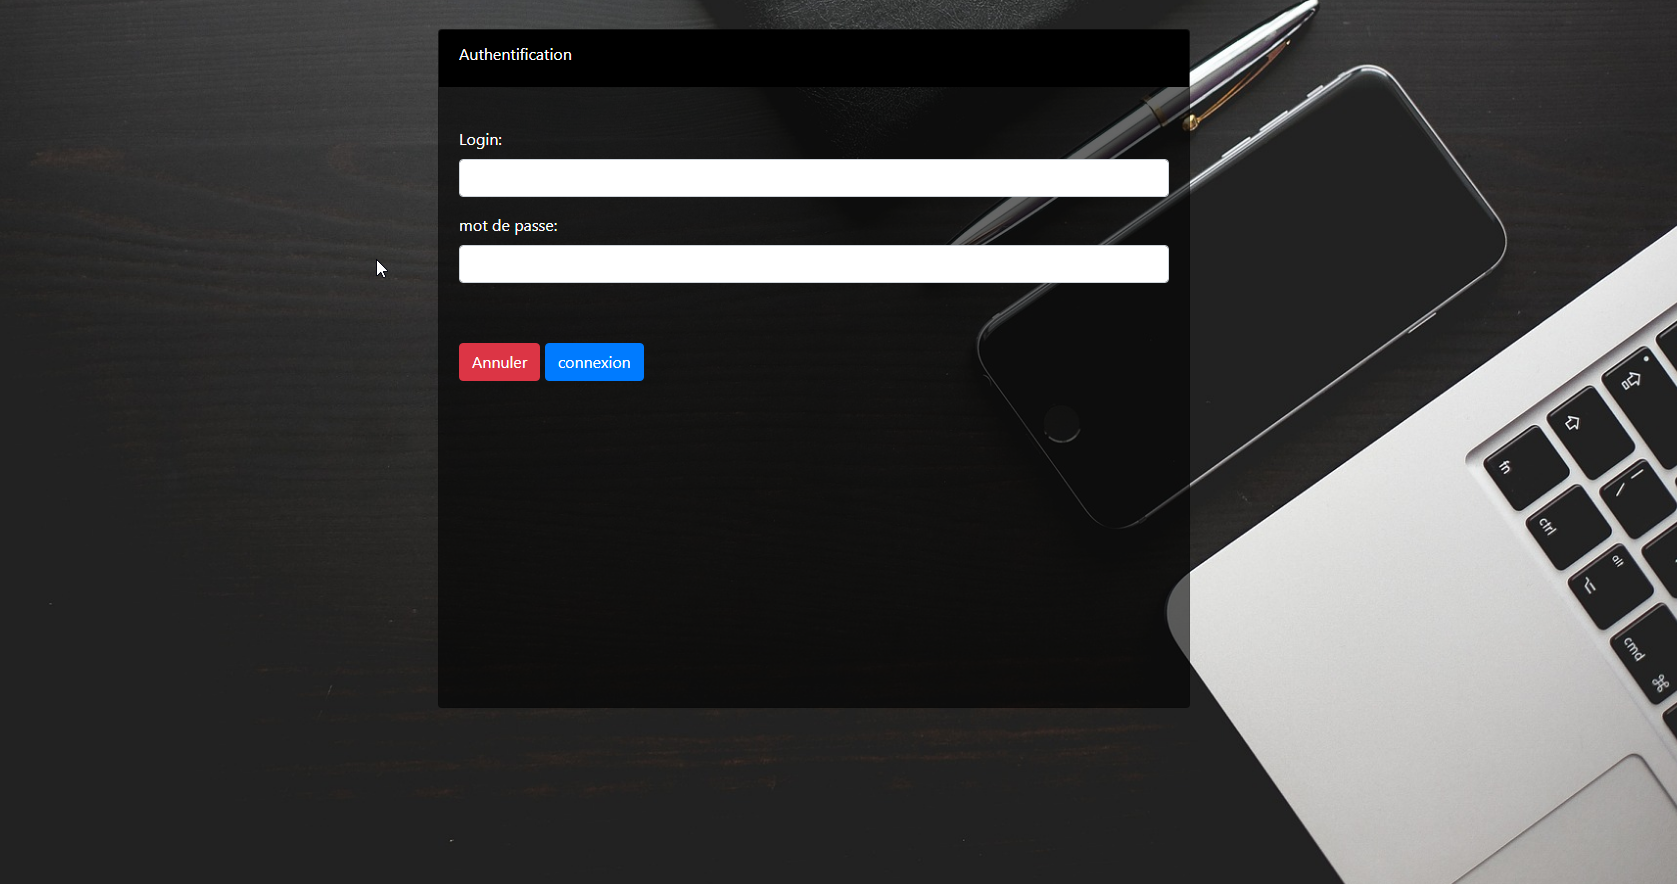 Authentification
Login:
mot de passe:
Annuler connexion
fn
ctrl
alt
cmd